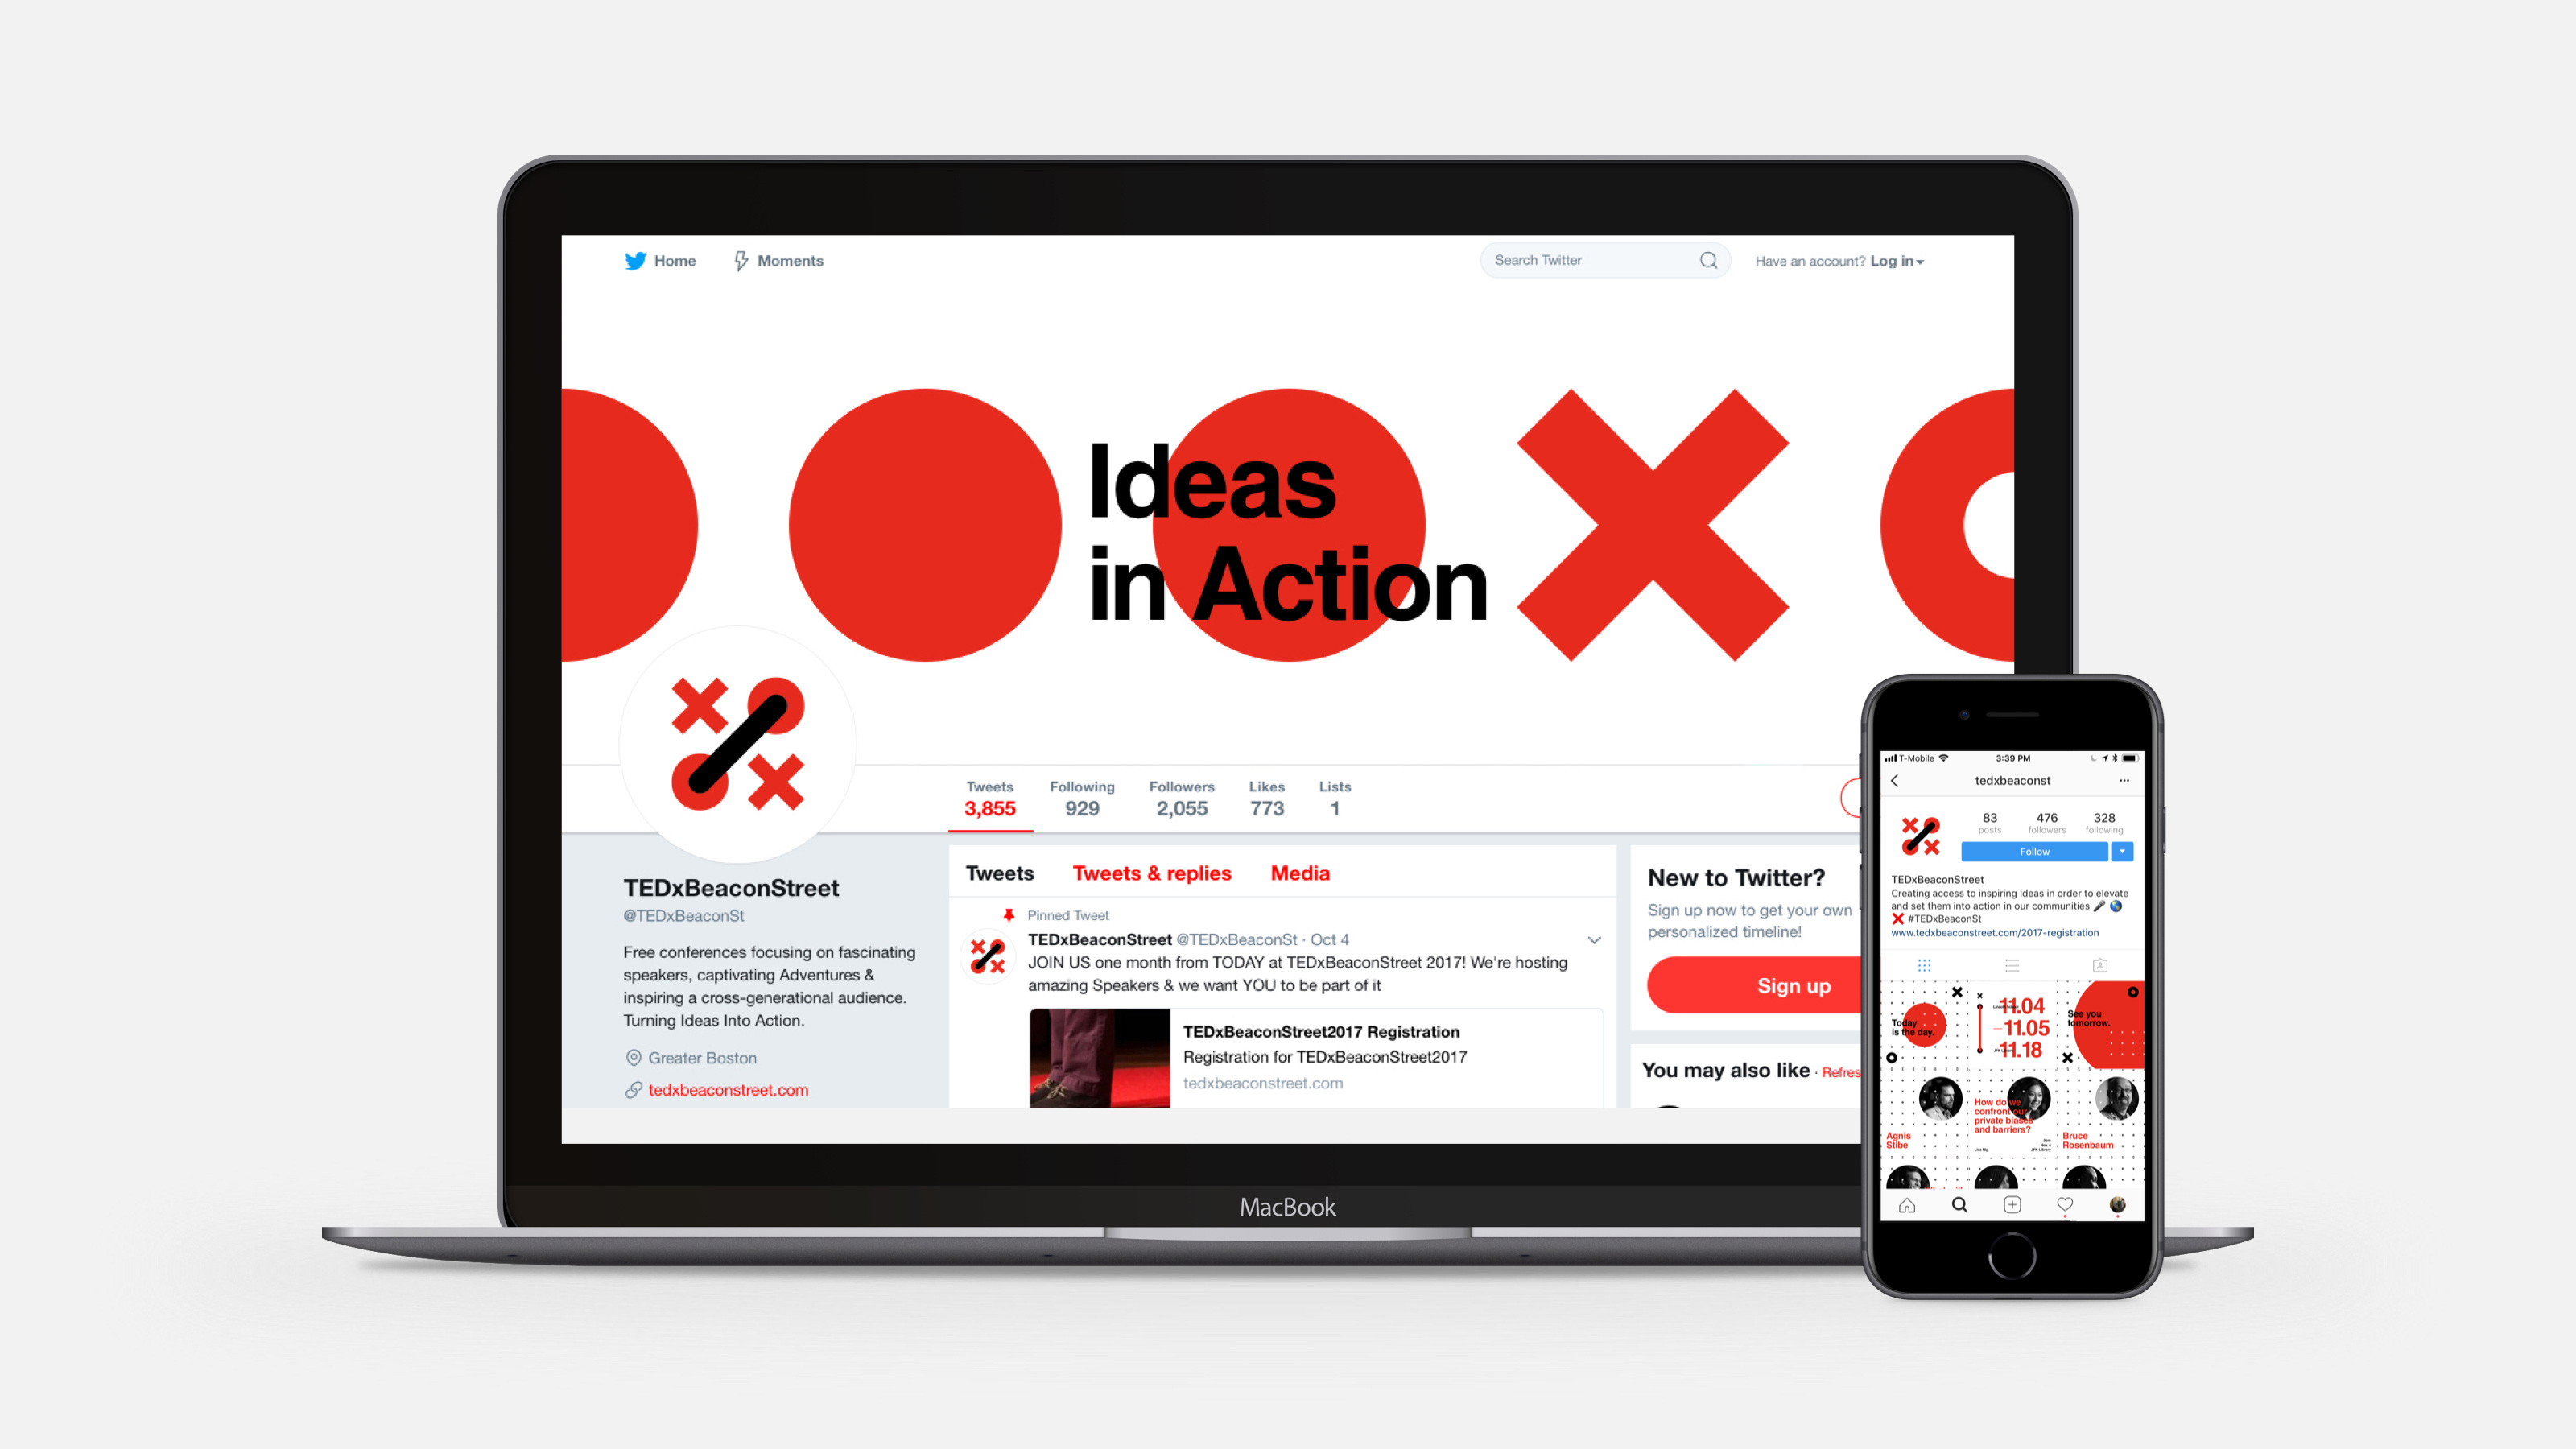 Home
Moments
Search Twitter
Have an account? Log in
Ideas
in Action
Tweets
3,855
Following
929
Followers
2,055
Likes
773
Lists
1
TEDxBeaconStreet
@TEDxBeaconSt
Free conferences focusing on fascinating
speakers, captivating Adventures &
inspiring a cross-generational audience.
Turning Ideas Into Action.
Greater Boston
tedxbeaconstreet.com
Tweets
Tweets & replies
Media
Pinned Tweet
TEDxBeaconStreet @TEDxBeaconSt · Oct 4
JOIN US one month from TODAY at TEDxBeaconStreet 2017! We're hosting
amazing Speakers & we want YOU to be part of it
TEDxBeaconStreet2017 Registration
Registration for TEDxBeaconStreet2017
tedxbeaconstreet.com
New to Twitter?
Sign up now to get your own
personalized timeline!
Sign up
You may also like · Refres
MacBook
T-Mobile
3:39 PM
tedxbeaconst
83
posts
476
followers
328
following
Follow
TEDxBeaconStreet
Creating access to inspiring ideas in order to elevate
and set them into action in our communities 🎤 🌎
❌ #TEDxBeaconSt
www.tedxbeaconstreet.com/2017-registration
Today
is the day.
11.04
–11.05
11.18
See you
tomorrow.
Agnis
Stibe
How do we
confront our
private biases
and barriers?
JFK Library
Bruce
Rosenbaum